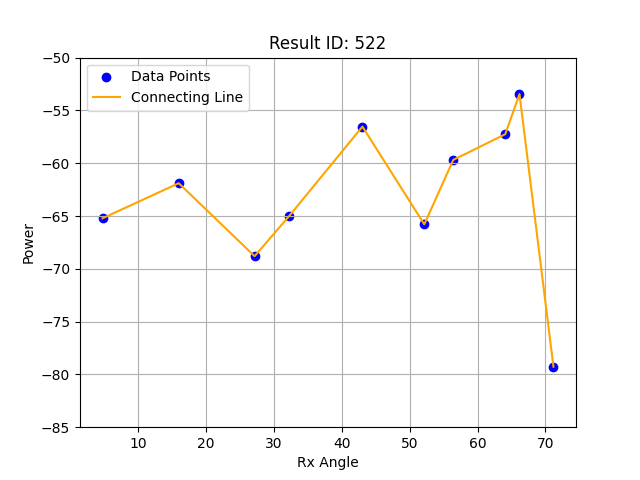 Result ID: 522
Data Points
Connecting Line
−50
−55
−60
−65
−70
−75
−80
−85
Power
10 20 30 40 50 60 70
Rx Angle